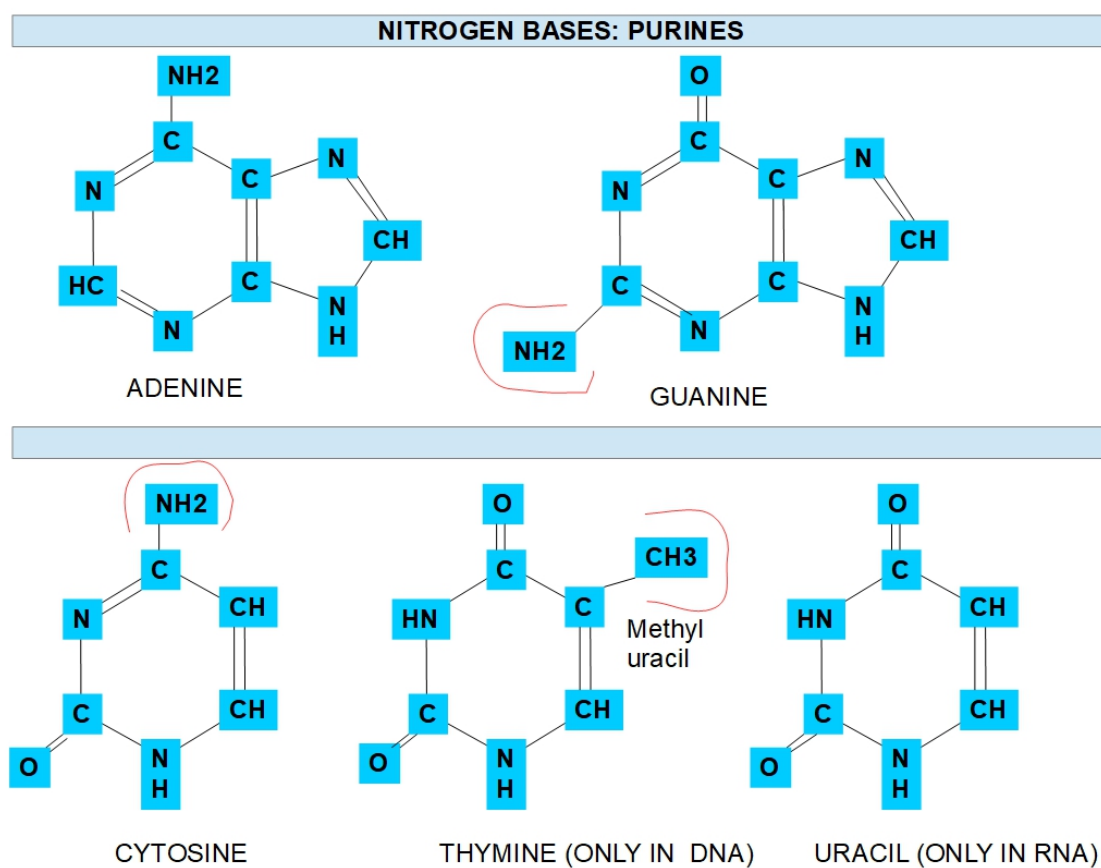 NITROGEN BASES: PURINES
NH2
C
N
C
N
HC
C
CH
N
N
H
ADENINE
O
C
N
C
N
C
C
CH
NH2
N
N
H
GUANINE
NH2
C
N
CH
C
CH
O
N
H
CYTOSINE
O
C
CH3
HN
C
Methyl
uracil
C
CH
O
N
H
THYMINE (ONLY IN DNA)
O
C
HN
CH
C
CH
O
N
H
URACIL (ONLY IN RNA)